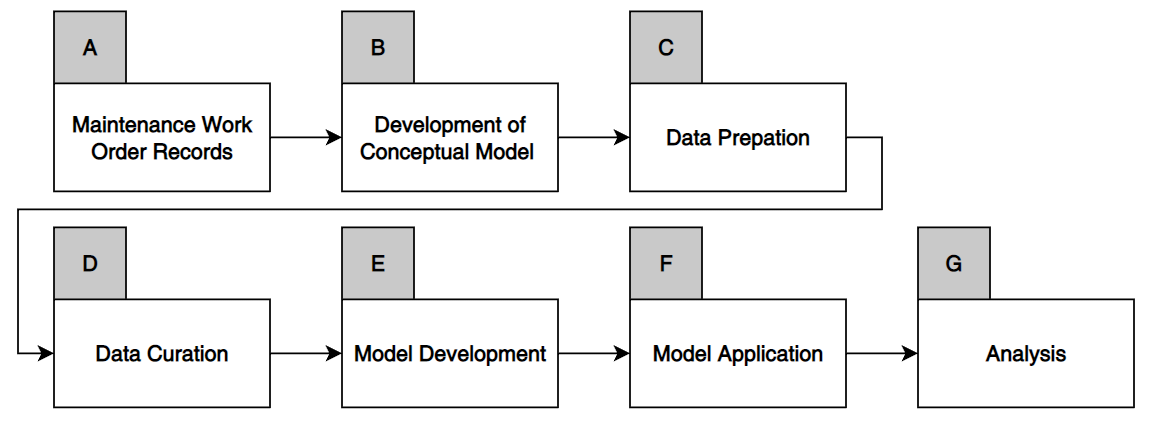 A
Maintenance Work
Order Records
B
Development of
Conceptual Model
C
Data Prepation
D
Data Curation
E
Model Development
F
Model Application
G
Analysis